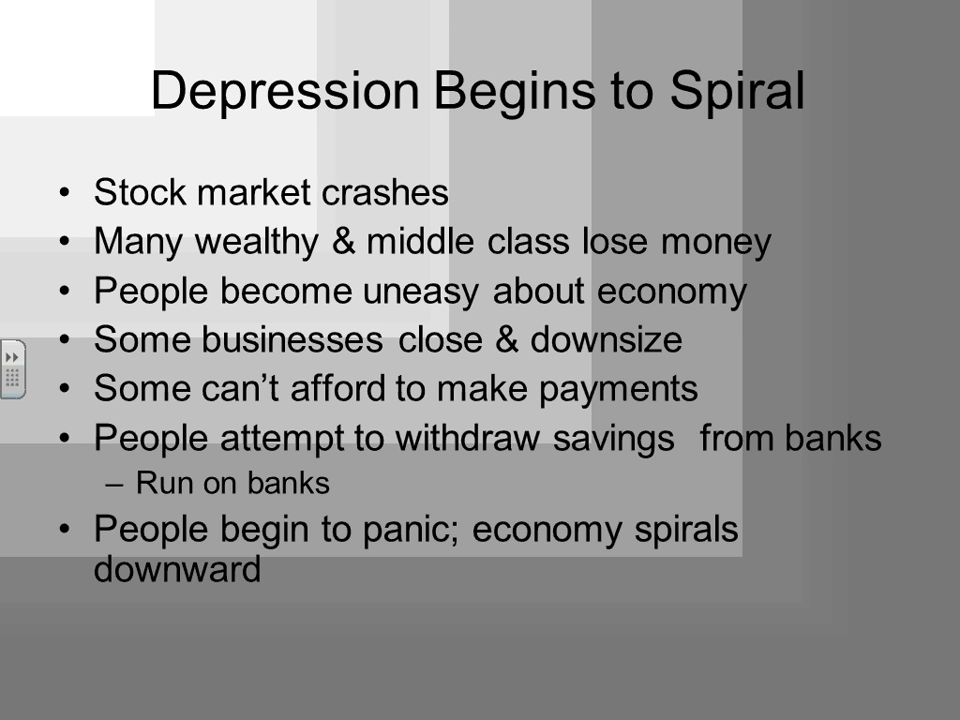 Depression Begins to Spiral
• Stock market crashes
• Many wealthy & middle class lose money
• People become uneasy about economy
• Some businesses close & downsize
• Some can’t afford to make payments
• People attempt to withdraw savings  from banks
– Run on banks
• People begin to panic; economy spirals
downward